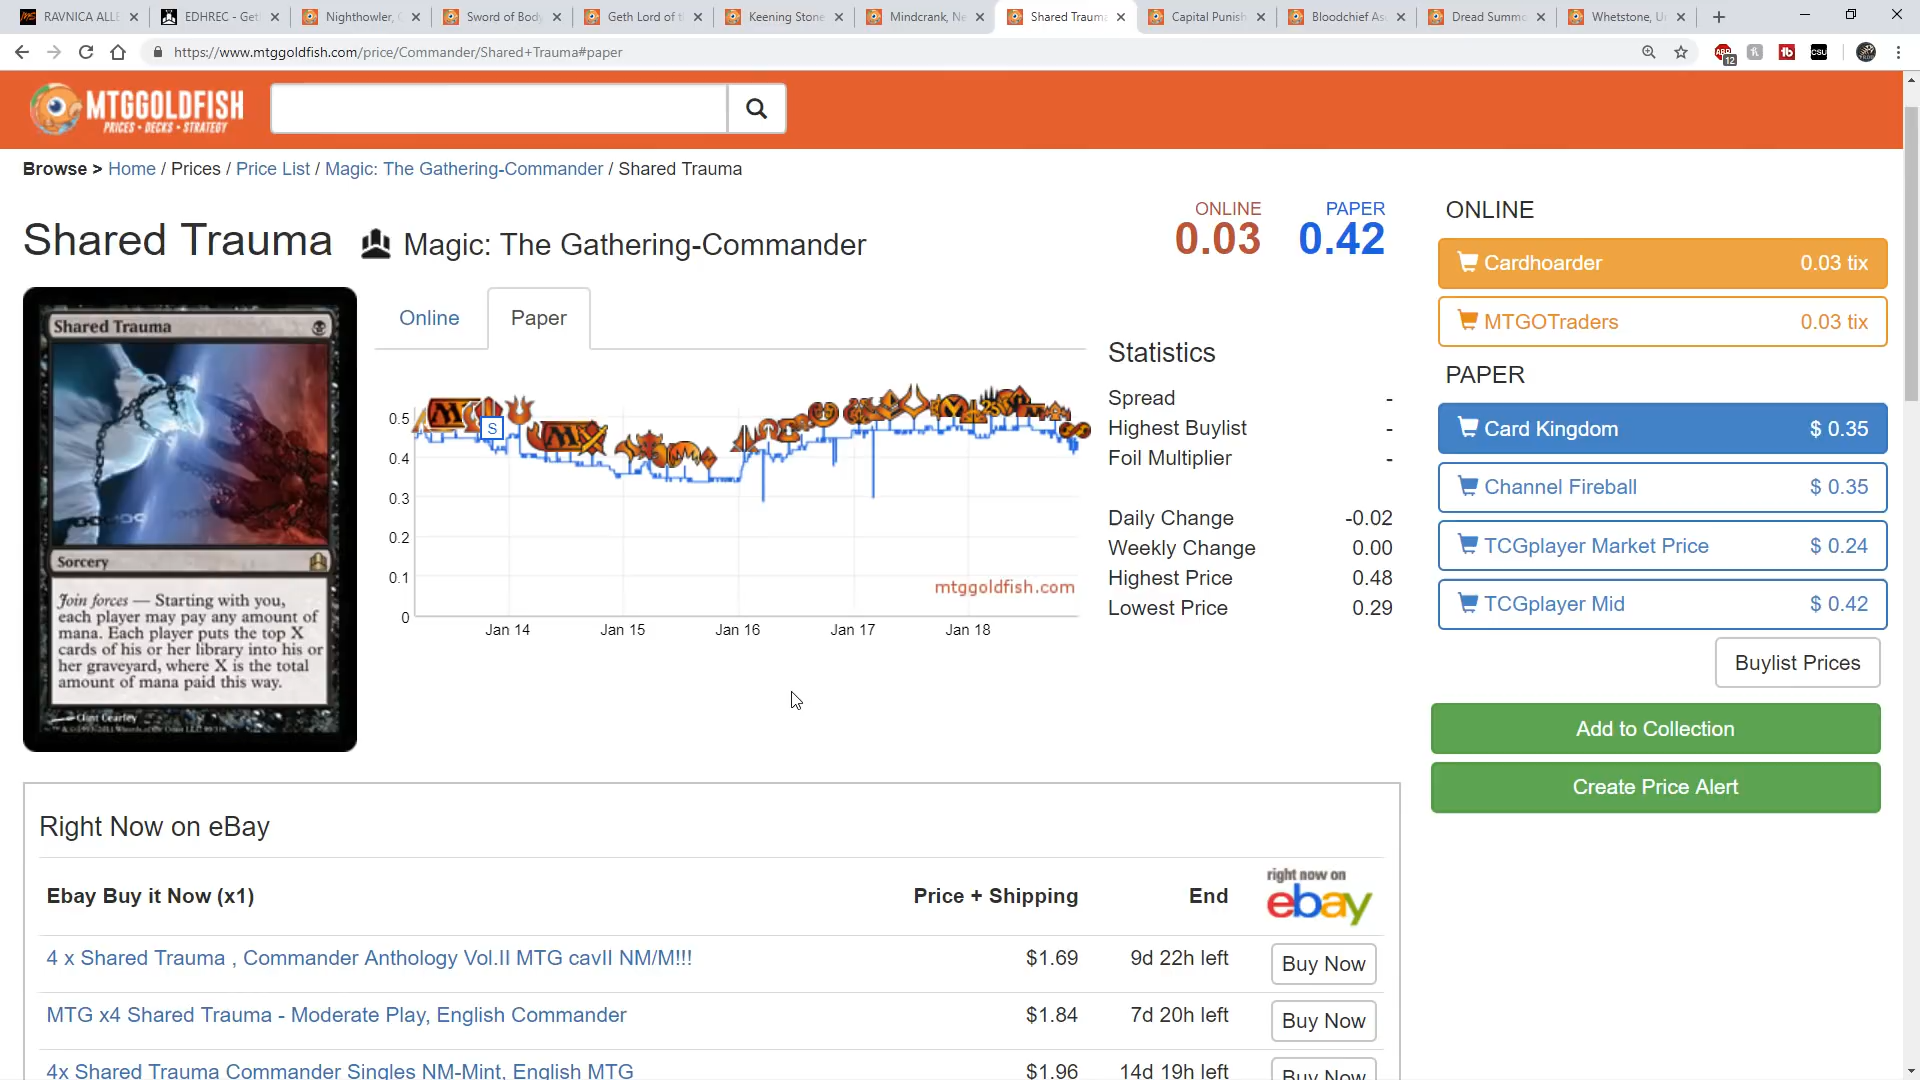 RAVNICA ALLE
EDHREC - Get
Nighthowler, C
Sword of Body
Geth Lord of t
Keening Stone
Mindcrank, Ne
Shared Trauma
Capital Punish
Bloodchief As
Dread Summo
Whetstone, U
https://www.mtggoldfish.com/price/Commander/Shared+Trauma#paper
ABP
12
tb
CSU
MTGGOLDFISH
PRICES • DECKS • STRATEGY
Browse > Home / Prices / Price List / Magic: The Gathering-Commander / Shared Trauma
Shared Trauma
Magic: The Gathering-Commander
ONLINE
0.03
PAPER
0.42
Shared Trauma
Sorcery
Join forces — Starting with you,
each player may pay any amount of
mana. Each player puts the top X
cards of his or her library into his or
her graveyard, where X is the total
amount of mana paid this way.
Clint Cearley
Online
Paper
0.5
0.4
0.3
0.2
0.1
0
S
25
mtggoldfish.com
Jan 14
Jan 15
Jan 16
Jan 17
Jan 18
Statistics
Spread -
Highest Buylist -
Foil Multiplier -
Daily Change -0.02
Weekly Change 0.00
Highest Price 0.48
Lowest Price 0.29
ONLINE
Cardhoarder 0.03 tix
MTGOTraders 0.03 tix
PAPER
Card Kingdom $ 0.35
Channel Fireball $ 0.35
TCGplayer Market Price $ 0.24
TCGplayer Mid $ 0.42
Buylist Prices
Add to Collection
Create Price Alert
Right Now on eBay
Ebay Buy it Now (x1) Price + Shipping End
right now on
ebay
4 x Shared Trauma , Commander Anthology Vol.II MTG cavII NM/M!!! $1.69 9d 22h left Buy Now
MTG x4 Shared Trauma - Moderate Play, English Commander $1.84 7d 20h left Buy Now
4x Shared Trauma Commander Singles NM-Mint, English MTG $1.96 14d 19h left Buy Now